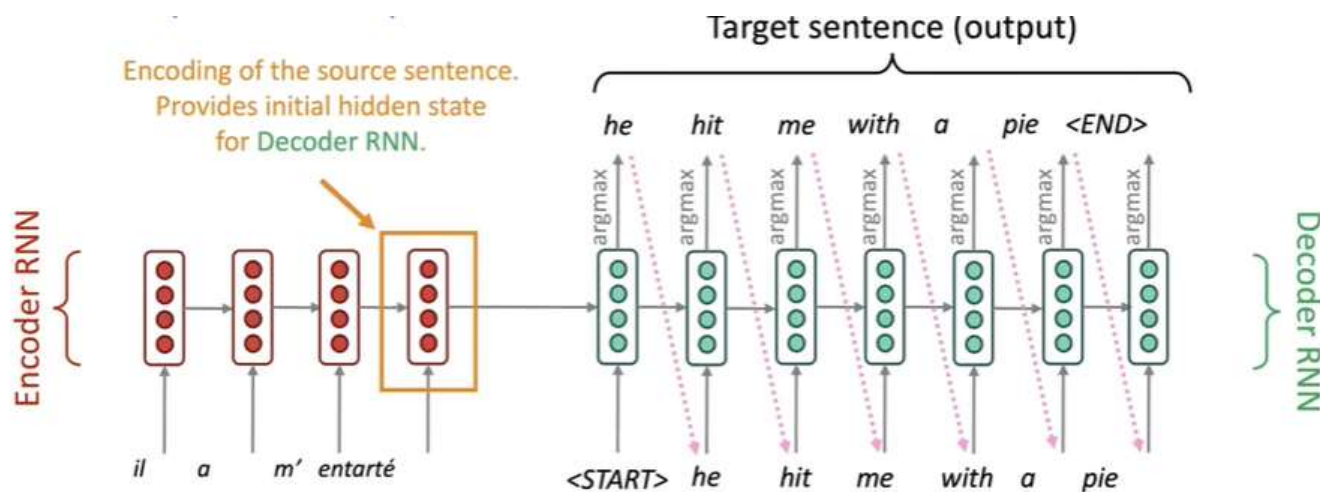 Target sentence (output)
Encoding of the source sentence.
Provides initial hidden state
for Decoder RNN.
he hit me with a pie <END>
argmax argmax argmax argmax argmax argmax argmax
Encoder RNN
Decoder RNN
il a m' entarté
<START> he hit me with a pie